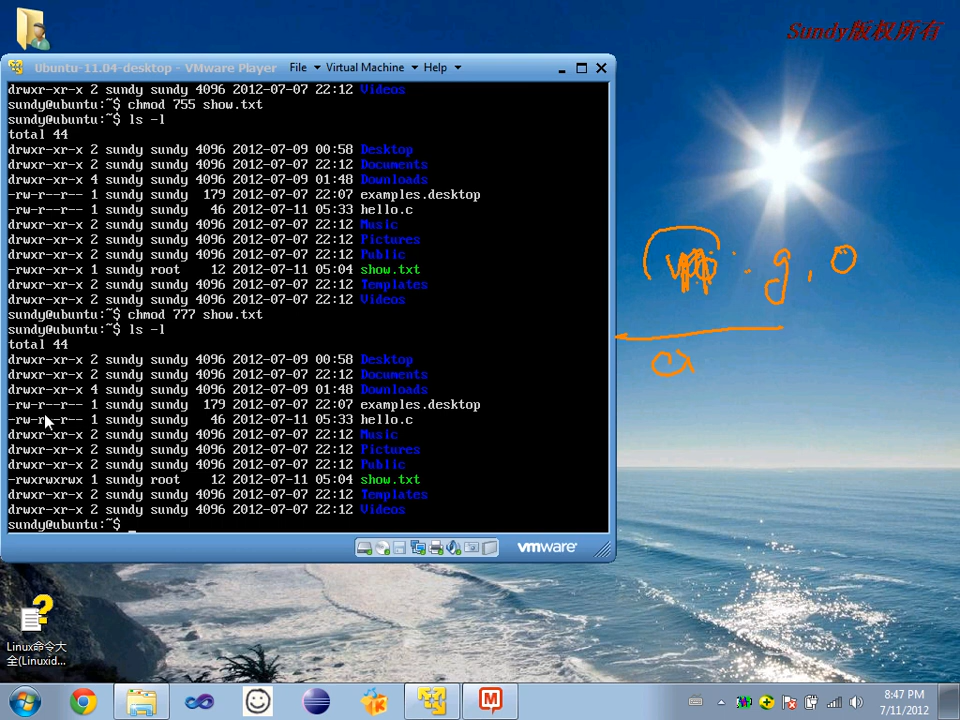 Sundy版权所有
Ubuntu-11.04-desktop - VMware Player File Virtual Machine Help
drwxr-xr-x 2 sundy sundy 4096 2012-07-07 22:12 Videos
sundy@ubuntu:~$ chmod 755 show.txt
sundy@ubuntu:~$ ls -l
total 44
drwxr-xr-x 2 sundy sundy 4096 2012-07-09 00:58 Desktop
drwxr-xr-x 2 sundy sundy 4096 2012-07-07 22:12 Documents
drwxr-xr-x 4 sundy sundy 4096 2012-07-09 01:48 Downloads
-rw-r--r-- 1 sundy sundy 179 2012-07-07 22:07 examples.desktop
-rw-r--r-- 1 sundy sundy 46 2012-07-11 05:33 hello.c
drwxr-xr-x 2 sundy sundy 4096 2012-07-07 22:12 Music
drwxr-xr-x 2 sundy sundy 4096 2012-07-07 22:12 Pictures
drwxr-xr-x 2 sundy sundy 4096 2012-07-07 22:12 Public
-rwxr-xr-x 1 sundy root 12 2012-07-11 05:04 show.txt
drwxr-xr-x 2 sundy sundy 4096 2012-07-07 22:12 Templates
drwxr-xr-x 2 sundy sundy 4096 2012-07-07 22:12 Videos
sundy@ubuntu:~$ chmod 777 show.txt
sundy@ubuntu:~$ ls -l
total 44
drwxr-xr-x 2 sundy sundy 4096 2012-07-09 00:58 Desktop
drwxr-xr-x 2 sundy sundy 4096 2012-07-07 22:12 Documents
drwxr-xr-x 4 sundy sundy 4096 2012-07-09 01:48 Downloads
-rw-r--r-- 1 sundy sundy 179 2012-07-07 22:07 examples.desktop
-rw-r--r-- 1 sundy sundy 46 2012-07-11 05:33 hello.c
drwxr-xr-x 2 sundy sundy 4096 2012-07-07 22:12 Music
drwxr-xr-x 2 sundy sundy 4096 2012-07-07 22:12 Pictures
drwxr-xr-x 2 sundy sundy 4096 2012-07-07 22:12 Public
-rwxrwxrwx 1 sundy root 12 2012-07-11 05:04 show.txt
drwxr-xr-x 2 sundy sundy 4096 2012-07-07 22:12 Templates
drwxr-xr-x 2 sundy sundy 4096 2012-07-07 22:12 Videos
sundy@ubuntu:~$ _
g, o
a
vmware
Linux命令大
全(Linuxid...
8:47 PM
7/11/2012